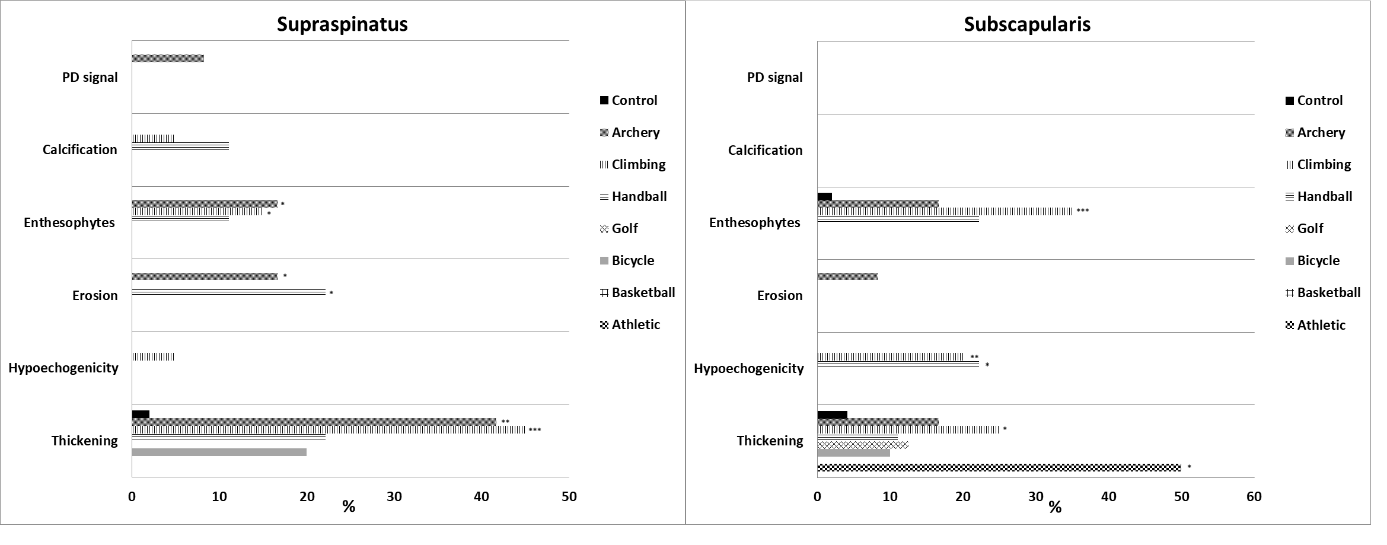 Supraspinatus
PD signal
Calcification
Enthesophytes
*
*
Erosion
*
*
Hypoechogenicity
Thickening
**
***
0 10 20 30 40 50
%
Control
Archery
Climbing
Handball
Golf
Bicycle
Basketball
Athletic
Subscapularis
PD signal
Calcification
Enthesophytes
***
Erosion
Hypoechogenicity
**
*
Thickening
*
*
0 10 20 30 40 50 60
%
Control
Archery
Climbing
Handball
Golf
Bicycle
Basketball
Athletic